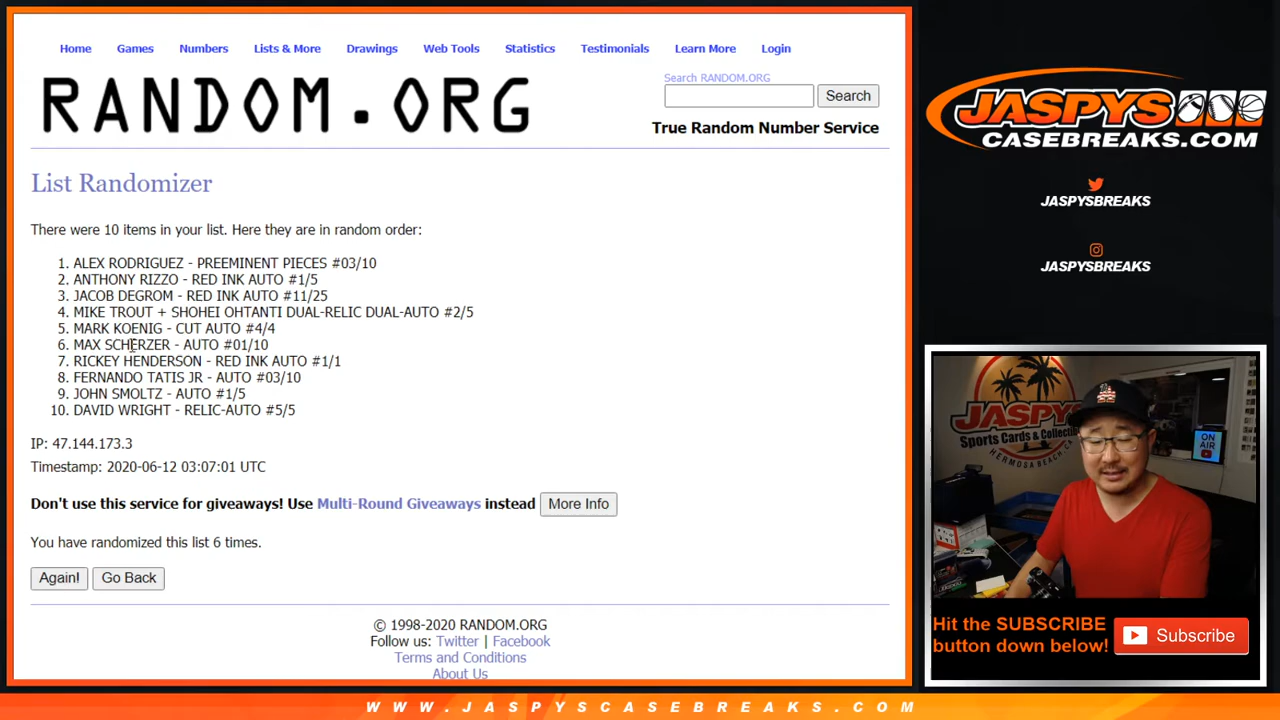 Home Games Numbers Lists & More Drawings Web Tools Statistics Testimonials Learn More Login
RANDOM.ORG
Search RANDOM.ORG
Search
True Random Number Service
List Randomizer
There were 10 items in your list. Here they are in random order:
1. ALEX RODRIGUEZ - PREEMINENT PIECES #03/10
2. ANTHONY RIZZO - RED INK AUTO #1/5
3. JACOB DEGROM - RED INK AUTO #11/25
4. MIKE TROUT + SHOHEI OHTANTI DUAL-RELIC DUAL-AUTO #2/5
5. MARK KOENIG - CUT AUTO #4/4
6. MAX SCHERZER - AUTO #01/10
7. RICKEY HENDERSON - RED INK AUTO #1/1
8. FERNANDO TATIS JR - AUTO #03/10
9. JOHN SMOLTZ - AUTO #1/5
10. DAVID WRIGHT - RELIC-AUTO #5/5
IP: 47.144.173.3
Timestamp: 2020-06-12 03:07:01 UTC
Don't use this service for giveaways! Use Multi-Round Giveaways instead More Info
You have randomized this list 6 times.
Again! Go Back
© 1998-2020 RANDOM.ORG
Follow us: Twitter | Facebook
Terms and Conditions
About Us
JASPYS
CASEBREAKS.COM
JASPYSBREAKS
JASPYSBREAKS
JASPYS
Sports Cards & Collectibles
HERMOSA BEACH
ON AIR
Hit the SUBSCRIBE
button down below!
Subscribe
WWW.JASPYSCASEBREAKS.COM